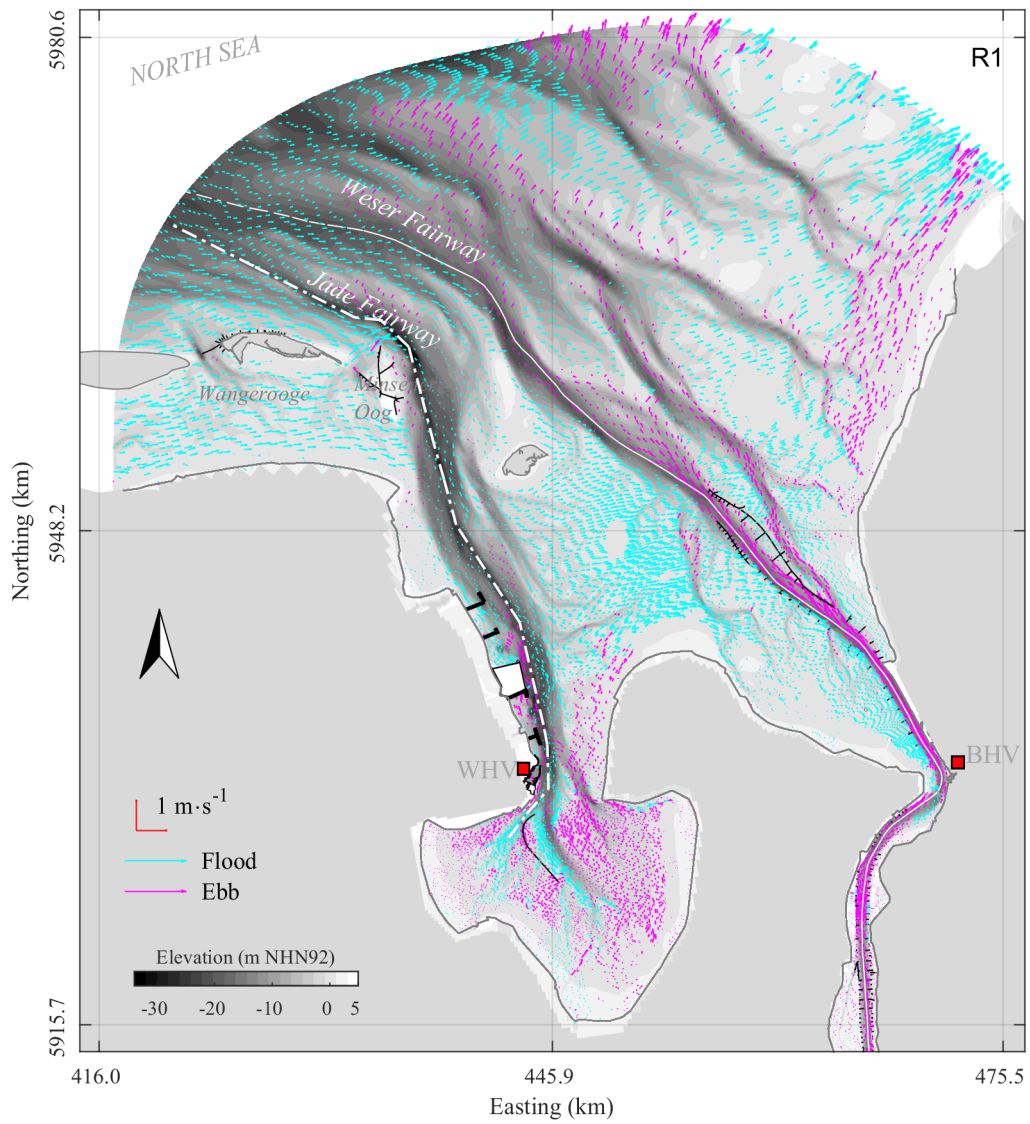 5980.6
NORTH SEA
R1
Weser Fairway
Jade Fairway
Wangerooge
Minsener
Oog
Northing (km)
5948.2
WHV
BHV
1 m·s-1
Flood
Ebb
Elevation (m NHN92)
-30 -20 -10 0 5
5915.7
416.0 445.9 475.5
Easting (km)